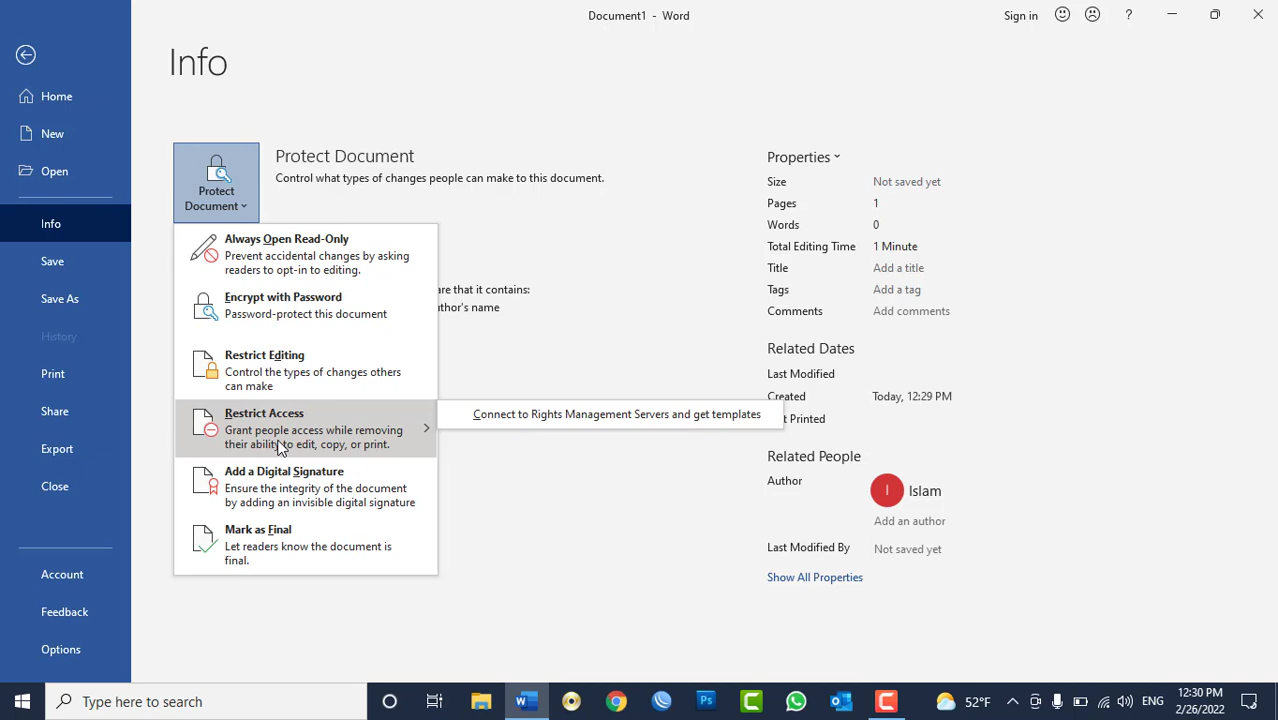 Document1 - Word
Sign in
?
Info
Home
New
Open
Info
Save
Save As
History
Print
Share
Export
Close
Account
Feedback
Options
Protect
Document
Protect Document
Control what types of changes people can make to this document.
Always Open Read-Only
Prevent accidental changes by asking
readers to opt-in to editing.
Encrypt with Password
Password-protect this document
Restrict Editing
Control the types of changes others
can make
Restrict Access
Grant people access while removing
their ability to edit, copy, or print.
Add a Digital Signature
Ensure the integrity of the document
by adding an invisible digital signature
Mark as Final
Let readers know the document is
final.
Connect to Rights Management Servers and get templates
that it contains:
name
Properties
Size Not saved yet
Pages 1
Words 0
Total Editing Time 1 Minute
Title Add a title
Tags Add a tag
Comments Add comments
Related Dates
Last Modified
Created Today, 12:29 PM
Printed
Related People
Author
I Islam
Add an author
Last Modified By Not saved yet
Show All Properties
Type here to search
Ps
52°F
ENG
12:30 PM
2/26/2022